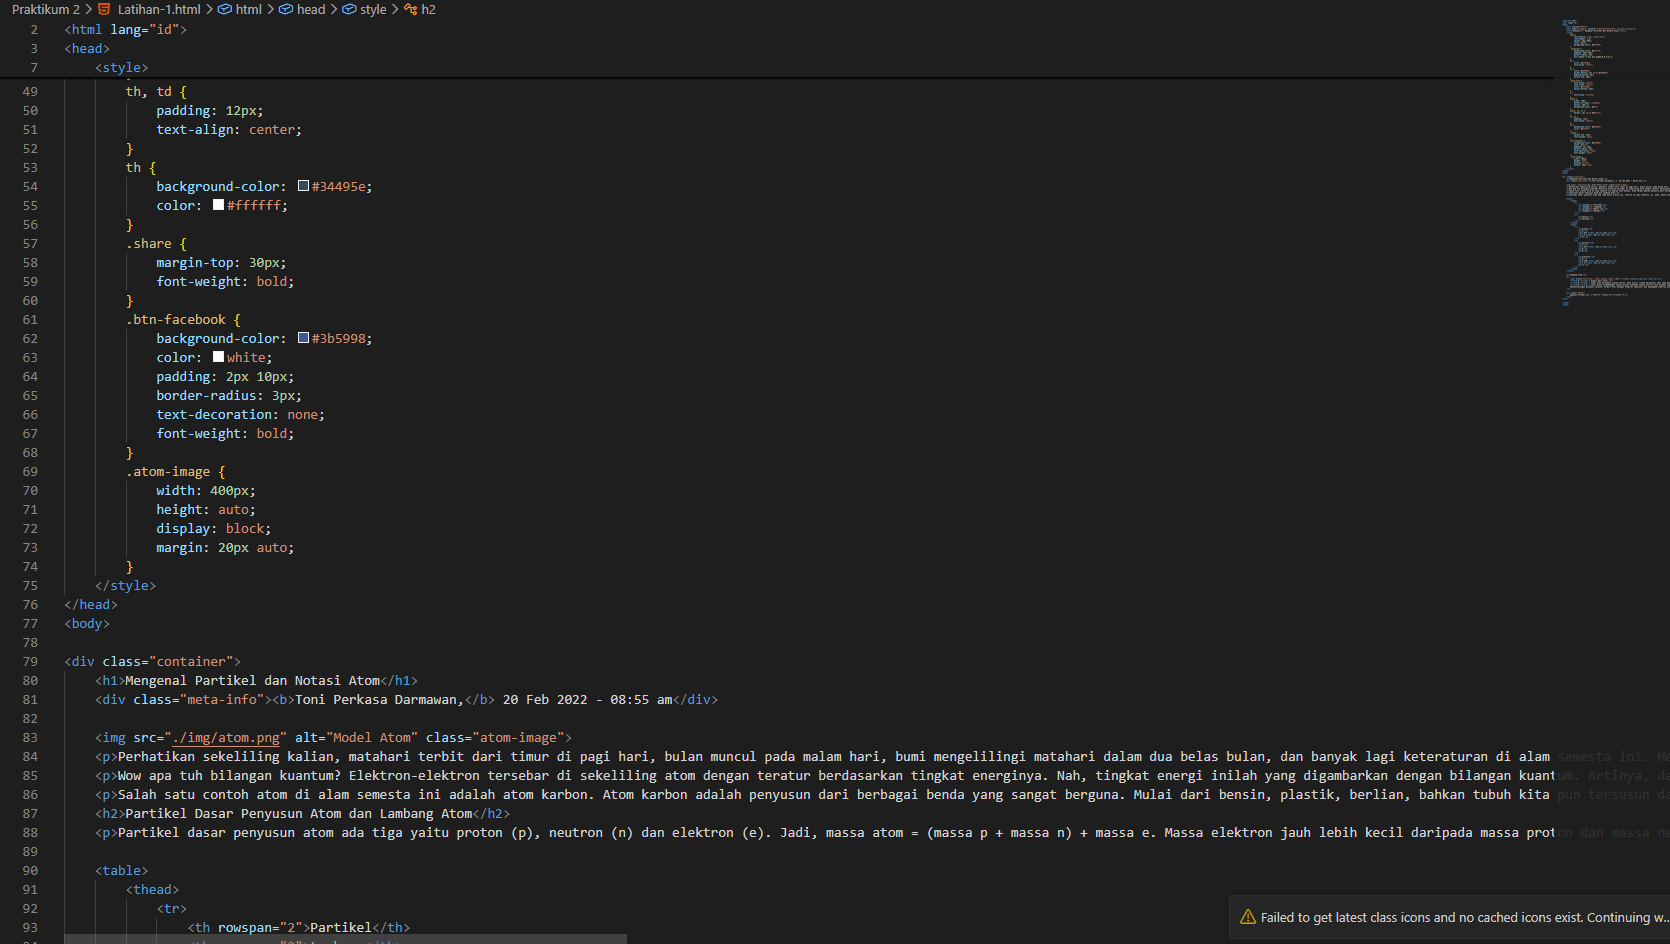 Praktikum 2 > Latihan-1.html > html > head > style > h2
2 <html lang="id">
3 <head>
7 <style>
49 th, td {
50 padding: 12px;
51 text-align: center;
52 }
53 th {
54 background-color: #34495e;
55 color: #ffffff;
56 }
57 .share {
58 margin-top: 30px;
59 font-weight: bold;
60 }
61 .btn-facebook {
62 background-color: #3b5998;
63 color: white;
64 padding: 2px 10px;
65 border-radius: 3px;
66 text-decoration: none;
67 font-weight: bold;
68 }
69 .atom-image {
70 width: 400px;
71 height: auto;
72 display: block;
73 margin: 20px auto;
74 }
75 </style>
76 </head>
77 <body>
78
79 <div class="container">
80 <h1>Mengenal Partikel dan Notasi Atom</h1>
81 <div class="meta-info"><b>Toni Perkasa Darmawan,</b> 20 Feb 2022 - 08:55 am</div>
82
83 <img src="./img/atom.png" alt="Model Atom" class="atom-image">
84 <p>Perhatikan sekeliling kalian, matahari terbit dari timur di pagi hari, bulan muncul pada malam hari, bumi mengelilingi matahari dalam dua belas bulan, dan banyak lagi keteraturan di alam semesta ini. He
85 <p>Wow apa tuh bilangan kuantum? Elektron-elektron tersebar di sekeliling atom dengan teratur berdasarkan tingkat energinya. Nah, tingkat energi inilah yang digambarkan dengan bilangan kuantum. Artinya, da
86 <p>Salah satu contoh atom di alam semesta ini adalah atom karbon. Atom karbon adalah penyusun dari berbagai benda yang sangat berguna. Mulai dari bensin, plastik, berlian, bahkan tubuh kita pun tersusun da
87 <h2>Partikel Dasar Penyusun Atom dan Lambang Atom</h2>
88 <p>Partikel dasar penyusun atom ada tiga yaitu proton (p), neutron (n) dan elektron (e). Jadi, massa atom = (massa p + massa n) + massa e. Massa elektron jauh lebih kecil daripada massa proton dan massa ne
89
90 <table>
91 <thead>
92 <tr>
93 <th rowspan="2">Partikel</th>
Failed to get latest class icons and no cached icons exist. Continuing w...